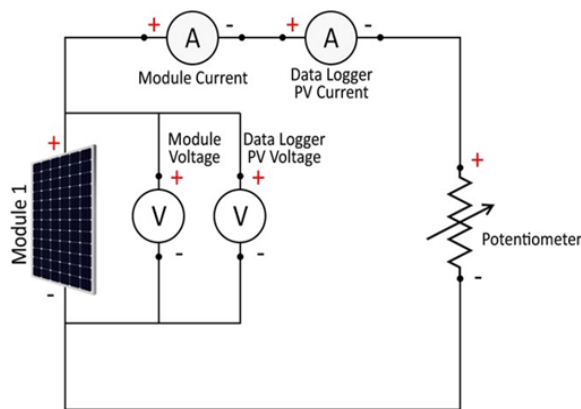 + A - + A -
Module Current
Data Logger
PV Current
Module
Voltage
Data Logger
PV Voltage
+
+ +
+
Module 1
V V
Potentiometer
- -
-
-